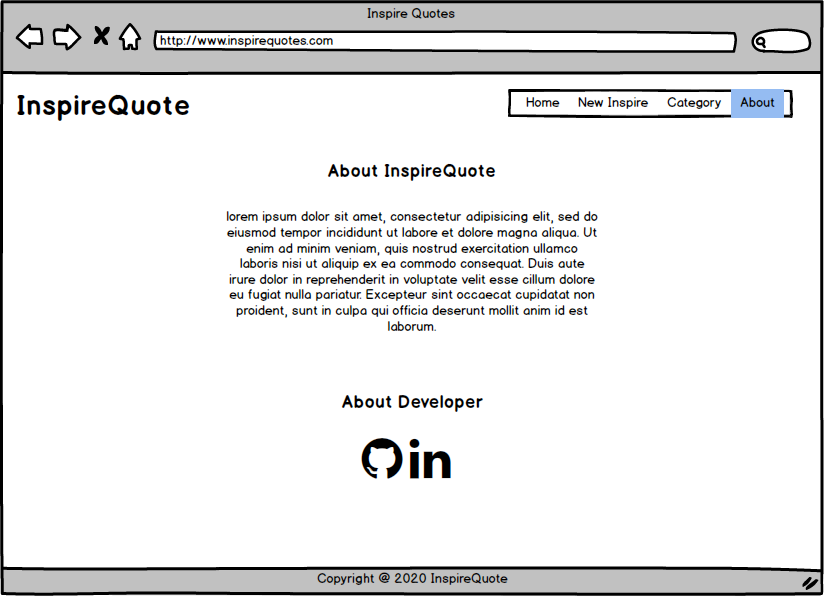 Inspire Quotes
http://www.inspirequotes.com
InspireQuote
Home New Inspire Category About
About InspireQuote
lorem ipsum dolor sit amet, consectetur adipisicing elit, sed do
eiusmod tempor incididunt ut labore et dolore magna aliqua. Ut
enim ad minim veniam, quis nostrud exercitation ullamco
laboris nisi ut aliquip ex ea commodo consequat. Duis aute
irure dolor in reprehenderit in voluptate velit esse cillum dolore
eu fugiat nulla pariatur. Excepteur sint occaecat cupidatat non
proident, sunt in culpa qui officia deserunt mollit anim id est
laborum.
About Developer
in
Copyright @ 2020 InspireQuote